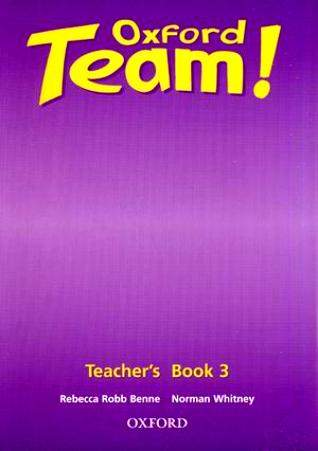 Oxford
Team!
Teacher's Book 3
Rebecca Robb Benne Norman Whitney
OXFORD